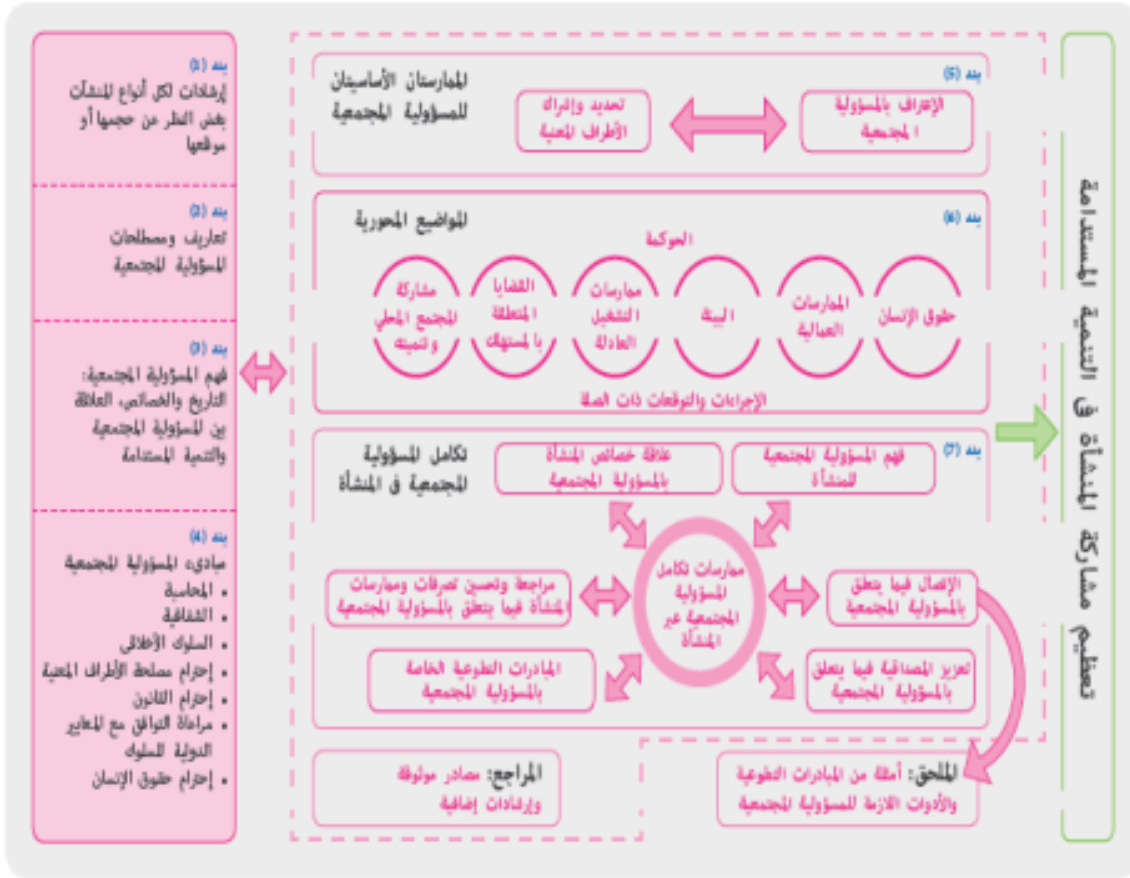 بند (1)
إرشادات لكل أنواع المنشآت
بغض النظر عن حجمها أو
موقعها
بند (2)
تعاريف ومصطلحات
المسؤولية المجتمعية
بند (3)
فهم المسؤولية المجتمعية:
التاريخ والخصائص، العلاقة
بين المسؤولية المجتمعية
والتنمية المستدامة
بند (4)
مبادىء المسؤولية المجتمعية
• المحاسبة
• الشفافية
• السلوك الأخلاقى
• إحترام مصلحة الأطراف المعنية
• إحترام القانون
• مراعاة التوافق مع المعايير
الدولية للسلوك
• إحترام حقوق الإنسان
بند (5)
الممارستان الأساسيتان
للمسؤولية المجتمعية
الإعتراف بالمسؤولية
المجتمعية
تحديد وإشراك
الأطراف المعنية
بند (6)
المواضيع المحورية
الحوكمة
حقوق الإنسان
الممارسات
العمالية
البيئة
ممارسات
التشغيل
العادلة
القضايا
المتعلقة
بالمستهلك
مشاركة
المجتمع المحلي
وتنميته
الإجراءات والتوقعات ذات الصلة
بند (7)
تكامل المسؤولية
المجتمعية فى المنشأة
فهم المسؤولية المجتمعية
للمنشأة
علاقة خصائص المنشأة
بالمسؤولية المجتمعية
ممارسات تكامل
المسؤولية
المجتمعية عبر
المنشأة
الإتصال فيما يتعلق
بالمسؤولية المجتمعية
مراجعة وتحسين تصرفات وممارسات
المنشأة فيما يتعلق بالمسؤولية المجتمعية
تعزيز المصداقية فيما يتعلق
بالمسؤولية المجتمعية
المبادرات التطوعية الخاصة
بالمسؤولية المجتمعية
الملحق: أمثلة من المبادرات التطوعية
والأدوات اللازمة للمسؤولية المجتمعية
المراجع: مصادر موثوقة
وإرشادات إضافية
تعظيم مشاركة المنشأة فى التنمية المستدامة